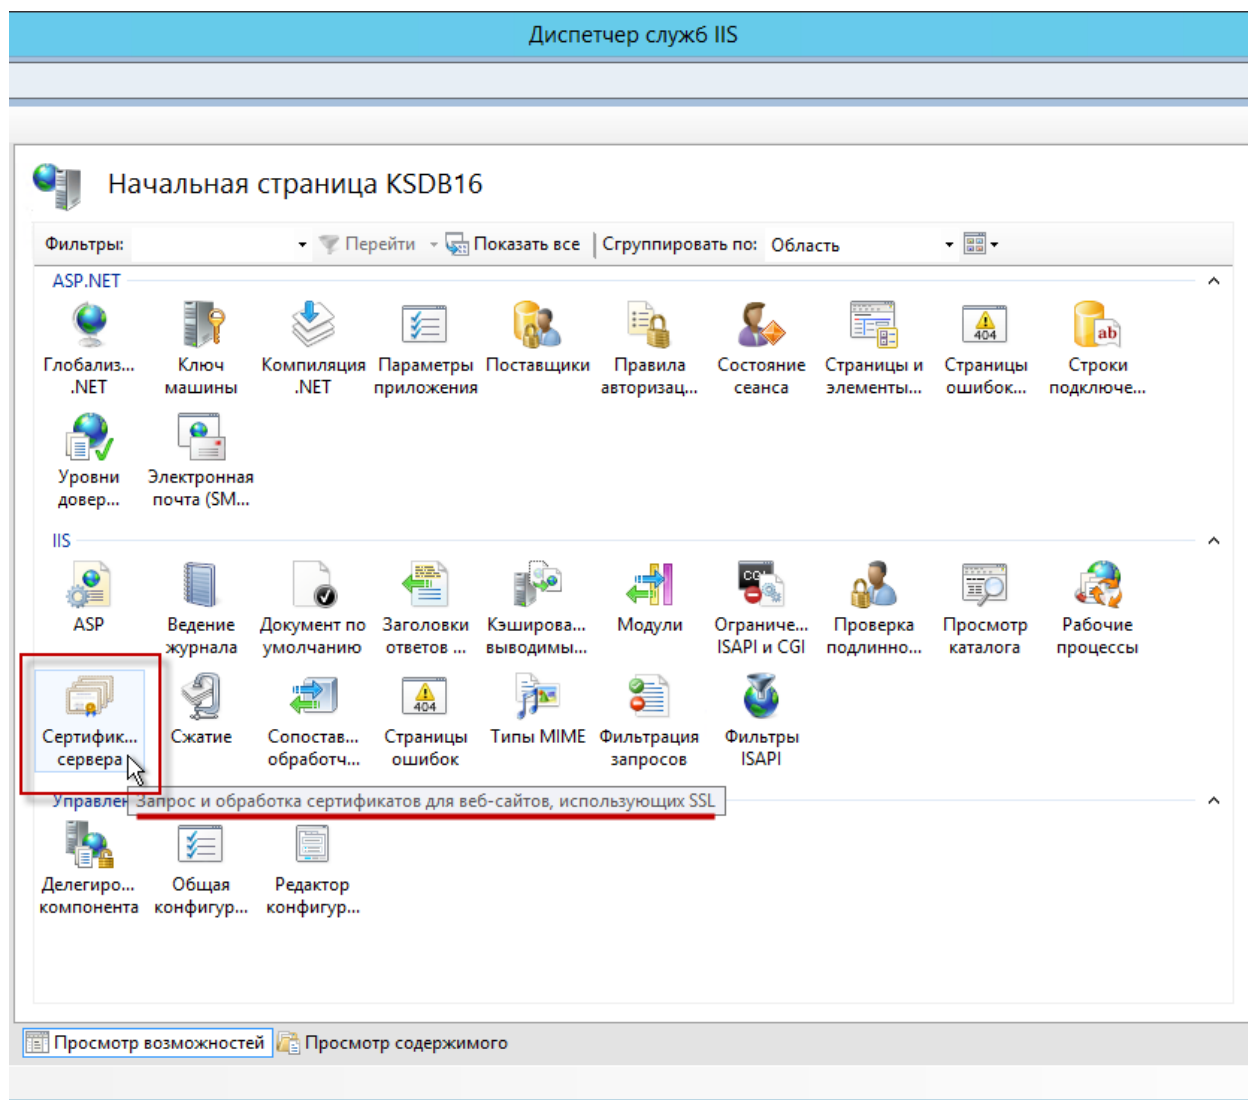 Диспетчер служб IIS
Начальная страница KSDB16
Фильтры: Перейти Показать все Сгруппировать по: Область
ASP.NET
Глобализ... Ключ Компиляция Параметры Поставщики Правила Состояние Страницы и Страницы Строки
.NET машины .NET приложения авторизац... сеанса элементы... ошибок... подключе...
Уровни Электронная
довер... почта (SM...
IIS
ASP Ведение Документ по Заголовки Кэширова... Модули Ограниче... Проверка Просмотр Рабочие
журнала умолчанию ответов ... выводимы... ISAPI и CGI подлинно... каталога процессы
Сертифик... Сжатие Сопостав... Страницы Типы MIME Фильтрация Фильтры
сервера обработч... ошибок запросов ISAPI
Управлен Запрос и обработка сертификатов для веб-сайтов, использующих SSL
Делегиро... Общая Редактор
компонента конфигур... конфигур...
Просмотр возможностей Просмотр содержимого